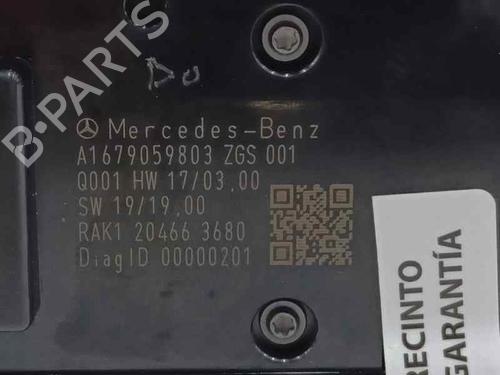 Mercedes-Benz
A1679059803 ZGS 001
Q001 HW 17/03,00
SW 19/19,00
RAK1 20466 3680
DiagID 00000201
RECINTO
GARANTÍA